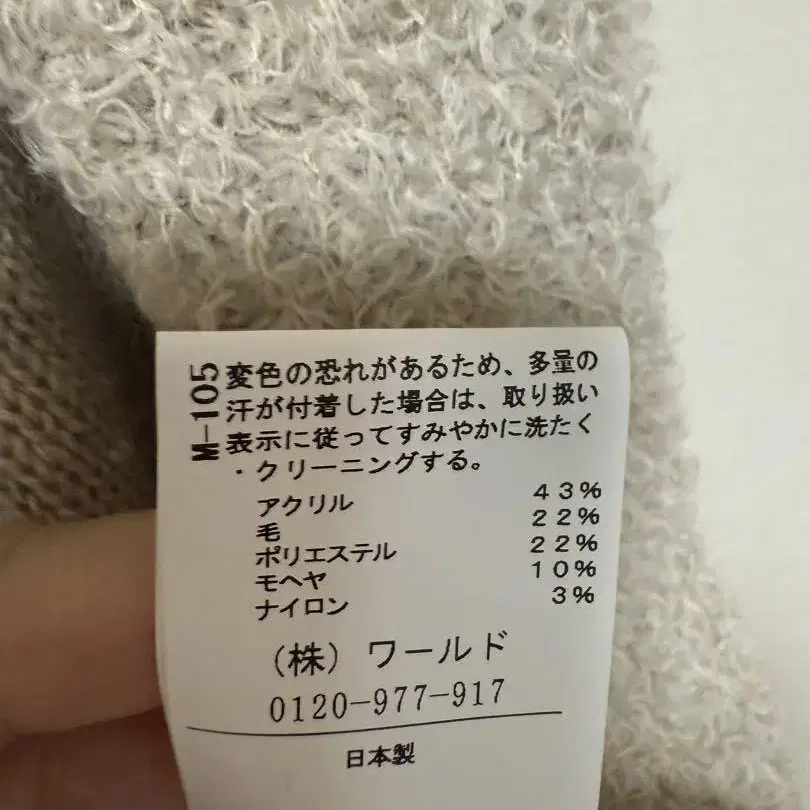 M-105
変色の恐れがあるため、多量の
汗が付着した場合は、取り扱い
表示に従ってすみやかに洗たく
・クリーニングする。
アクリル 43%
毛 22%
ポリエステル 22%
モヘヤ 10%
ナイロン 3%
(株) ワールド
0120-977-917
日本製